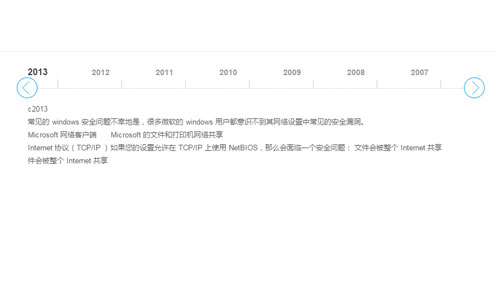 2013 2012 2011 2010 2009 2008 2007
c2013
常见的 windows 安全问题不幸地是，很多微软的 windows 用户都意识不到其网络设置中常见的安全漏洞。
Microsoft 网络客户端 Microsoft 的文件和打印机网络共享
Internet 协议（ TCP/IP ）如果您的设置允许在 TCP/IP 上使用 NetBIOS，那么会面临一个安全问题： 文件会被整个 Internet 共享
件会被整个 Internet 共享